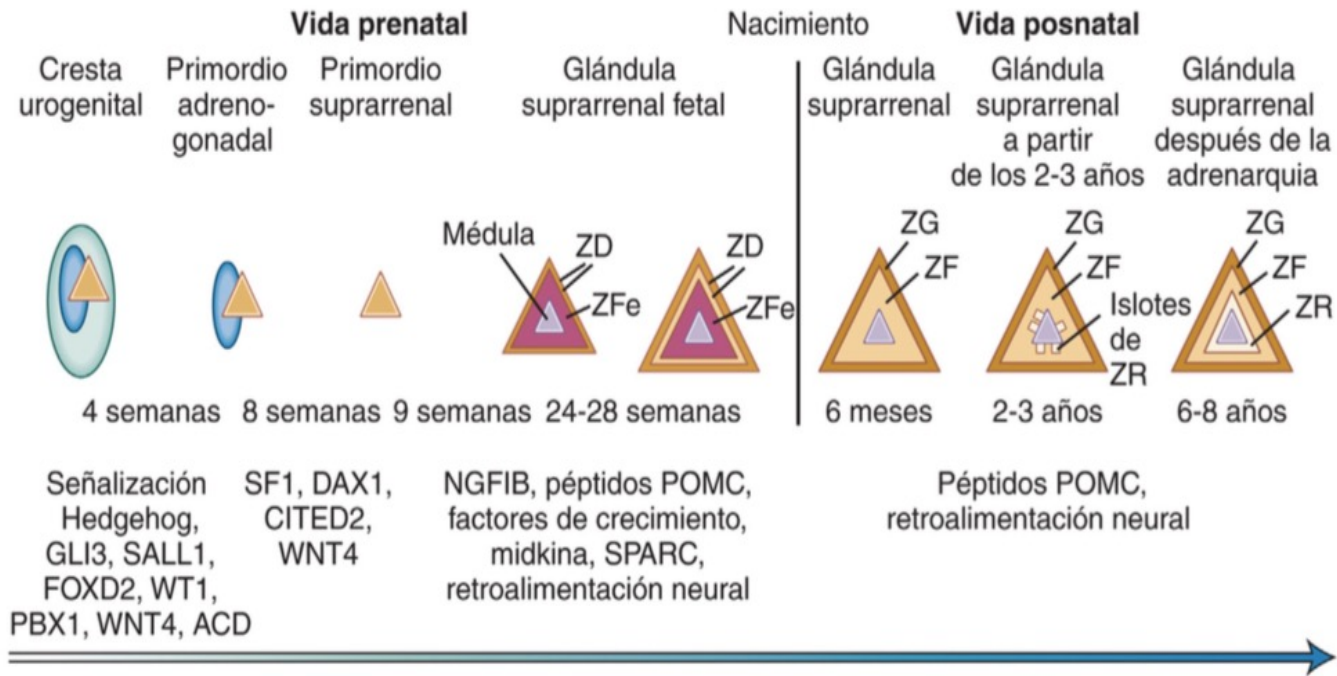 Vida prenatal
Nacimiento
Vida posnatal
Cresta
urogenital
Primordio
adreno-
gonadal
Primordio
suprarrenal
Glándula
suprarrenal fetal
Glándula
suprarrenal
Glándula
suprarrenal
a partir
de los 2-3 años
Glándula
suprarrenal
después de la
adrenarquia
Médula
ZD
ZFe
ZD
ZFe
ZG
ZF
ZG
ZF
Islotes
de
ZR
ZG
ZF
ZR
4 semanas
8 semanas
9 semanas
24-28 semanas
6 meses
2-3 años
6-8 años
Señalización
Hedgehog,
GLI3, SALL1,
FOXD2, WT1,
PBX1, WNT4, ACD
SF1, DAX1,
CITED2,
WNT4
NGFIB, péptidos POMC,
factores de crecimiento,
midkina, SPARC,
retroalimentación neural
Péptidos POMC,
retroalimentación neural